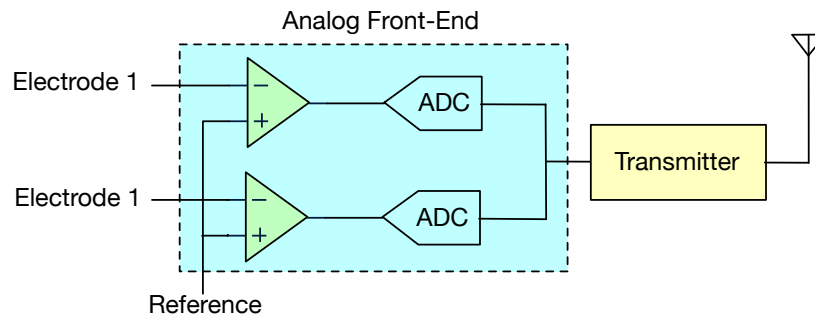 Analog Front-End
Electrode 1
−
+
ADC
Transmitter
Electrode 1
−
+
ADC
Reference